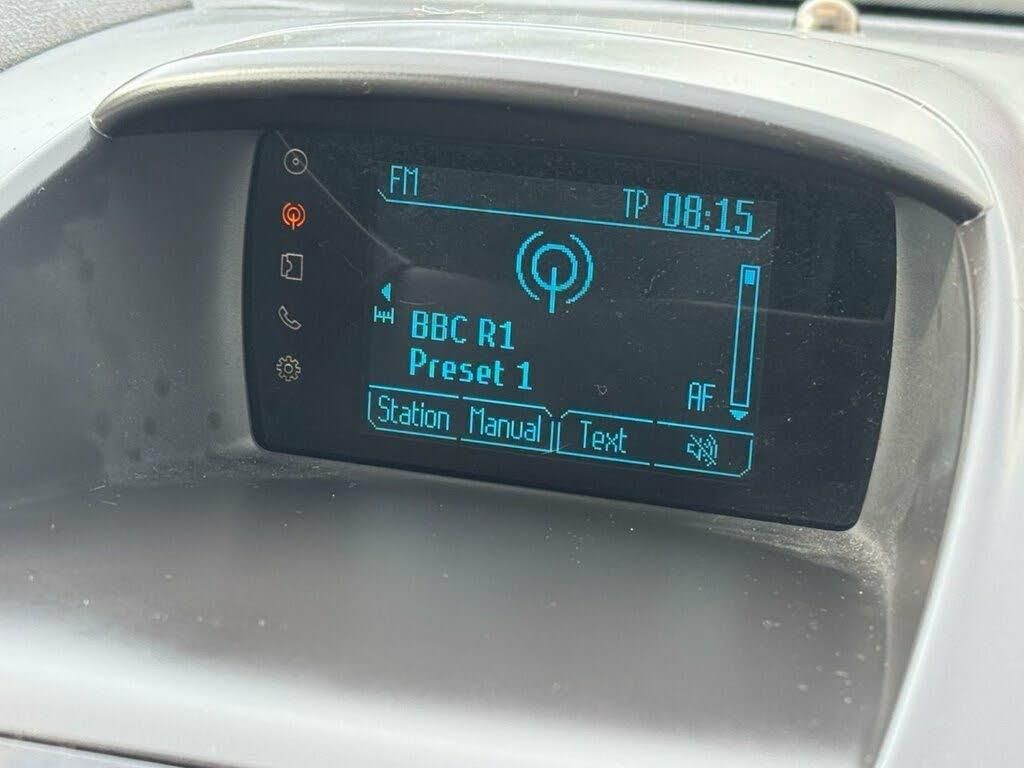 FM
TP 08:15
BBC R1
Preset 1
AF
Station Manual Text